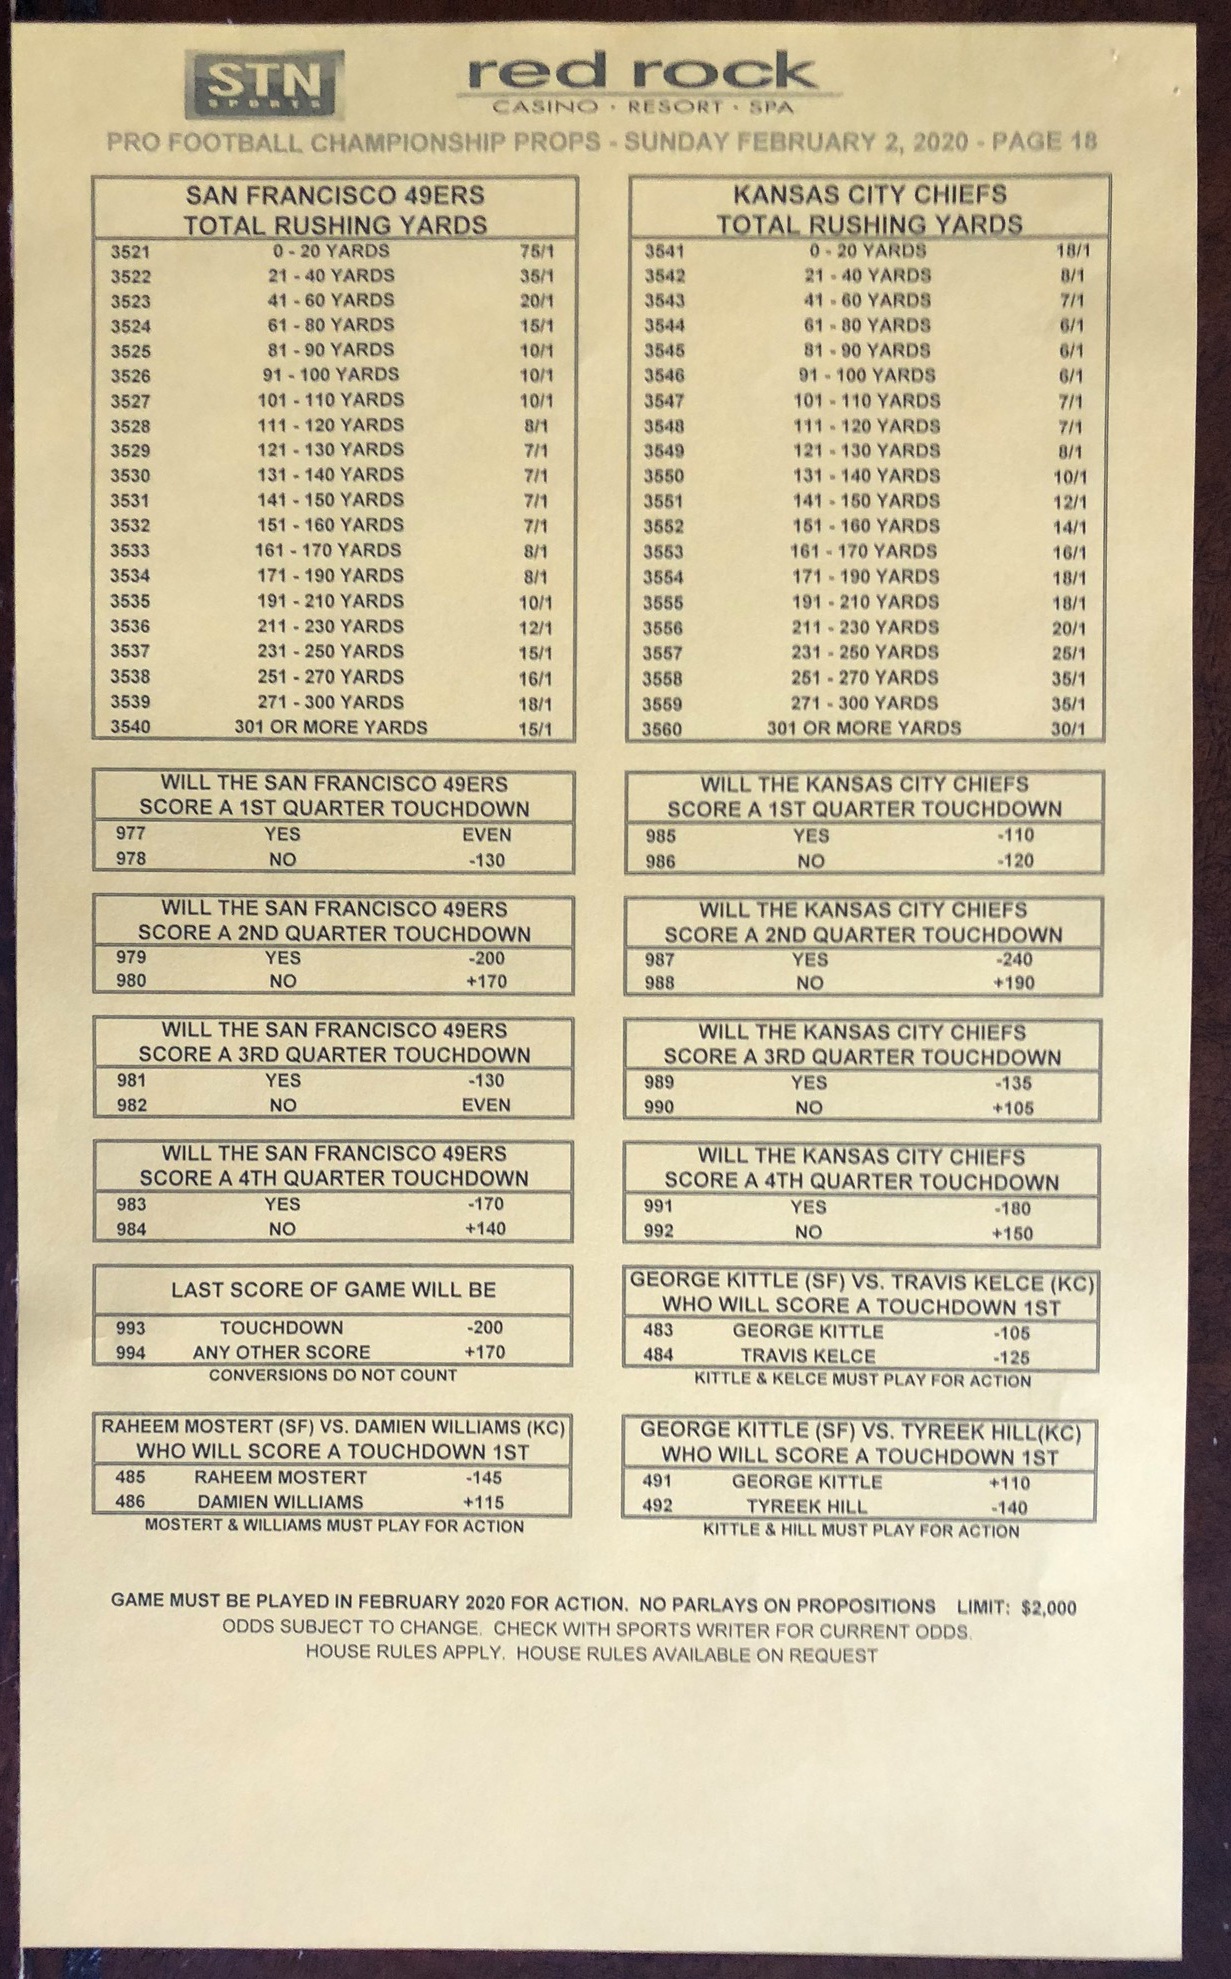 STN
SPORTS
red rock
CASINO · RESORT · SPA
PRO FOOTBALL CHAMPIONSHIP PROPS - SUNDAY FEBRUARY 2, 2020 - PAGE 18
SAN FRANCISCO 49ERS
TOTAL RUSHING YARDS
3521 0 - 20 YARDS 75/1
3522 21 - 40 YARDS 35/1
3523 41 - 60 YARDS 20/1
3524 61 - 80 YARDS 15/1
3525 81 - 90 YARDS 10/1
3526 91 - 100 YARDS 10/1
3527 101 - 110 YARDS 10/1
3528 111 - 120 YARDS 8/1
3529 121 - 130 YARDS 7/1
3530 131 - 140 YARDS 7/1
3531 141 - 150 YARDS 7/1
3532 151 - 160 YARDS 7/1
3533 161 - 170 YARDS 8/1
3534 171 - 190 YARDS 8/1
3535 191 - 210 YARDS 10/1
3536 211 - 230 YARDS 12/1
3537 231 - 250 YARDS 15/1
3538 251 - 270 YARDS 16/1
3539 271 - 300 YARDS 18/1
3540 301 OR MORE YARDS 15/1
KANSAS CITY CHIEFS
TOTAL RUSHING YARDS
3541 0 - 20 YARDS 18/1
3542 21 - 40 YARDS 8/1
3543 41 - 60 YARDS 7/1
3544 61 - 80 YARDS 6/1
3545 81 - 90 YARDS 6/1
3546 91 - 100 YARDS 6/1
3547 101 - 110 YARDS 7/1
3548 111 - 120 YARDS 7/1
3549 121 - 130 YARDS 8/1
3550 131 - 140 YARDS 10/1
3551 141 - 150 YARDS 12/1
3552 151 - 160 YARDS 14/1
3553 161 - 170 YARDS 16/1
3554 171 - 190 YARDS 18/1
3555 191 - 210 YARDS 18/1
3556 211 - 230 YARDS 20/1
3557 231 - 250 YARDS 25/1
3558 251 - 270 YARDS 35/1
3559 271 - 300 YARDS 35/1
3560 301 OR MORE YARDS 30/1
WILL THE SAN FRANCISCO 49ERS
SCORE A 1ST QUARTER TOUCHDOWN
977 YES EVEN
978 NO -130
WILL THE KANSAS CITY CHIEFS
SCORE A 1ST QUARTER TOUCHDOWN
985 YES -110
986 NO -120
WILL THE SAN FRANCISCO 49ERS
SCORE A 2ND QUARTER TOUCHDOWN
979 YES -200
980 NO +170
WILL THE KANSAS CITY CHIEFS
SCORE A 2ND QUARTER TOUCHDOWN
987 YES -240
988 NO +190
WILL THE SAN FRANCISCO 49ERS
SCORE A 3RD QUARTER TOUCHDOWN
981 YES -130
982 NO EVEN
WILL THE KANSAS CITY CHIEFS
SCORE A 3RD QUARTER TOUCHDOWN
989 YES -135
990 NO +105
WILL THE SAN FRANCISCO 49ERS
SCORE A 4TH QUARTER TOUCHDOWN
983 YES -170
984 NO +140
WILL THE KANSAS CITY CHIEFS
SCORE A 4TH QUARTER TOUCHDOWN
991 YES -180
992 NO +150
LAST SCORE OF GAME WILL BE
993 TOUCHDOWN -200
994 ANY OTHER SCORE +170
CONVERSIONS DO NOT COUNT
GEORGE KITTLE (SF) VS. TRAVIS KELCE (KC)
WHO WILL SCORE A TOUCHDOWN 1ST
483 GEORGE KITTLE -105
484 TRAVIS KELCE -125
KITTLE & KELCE MUST PLAY FOR ACTION
RAHEEM MOSTERT (SF) VS. DAMIEN WILLIAMS (KC)
WHO WILL SCORE A TOUCHDOWN 1ST
485 RAHEEM MOSTERT -145
486 DAMIEN WILLIAMS +115
MOSTERT & WILLIAMS MUST PLAY FOR ACTION
GEORGE KITTLE (SF) VS. TYREEK HILL(KC)
WHO WILL SCORE A TOUCHDOWN 1ST
491 GEORGE KITTLE +110
492 TYREEK HILL -140
KITTLE & HILL MUST PLAY FOR ACTION
GAME MUST BE PLAYED IN FEBRUARY 2020 FOR ACTION. NO PARLAYS ON PROPOSITIONS LIMIT: $2,000
ODDS SUBJECT TO CHANGE. CHECK WITH SPORTS WRITER FOR CURRENT ODDS.
HOUSE RULES APPLY. HOUSE RULES AVAILABLE ON REQUEST